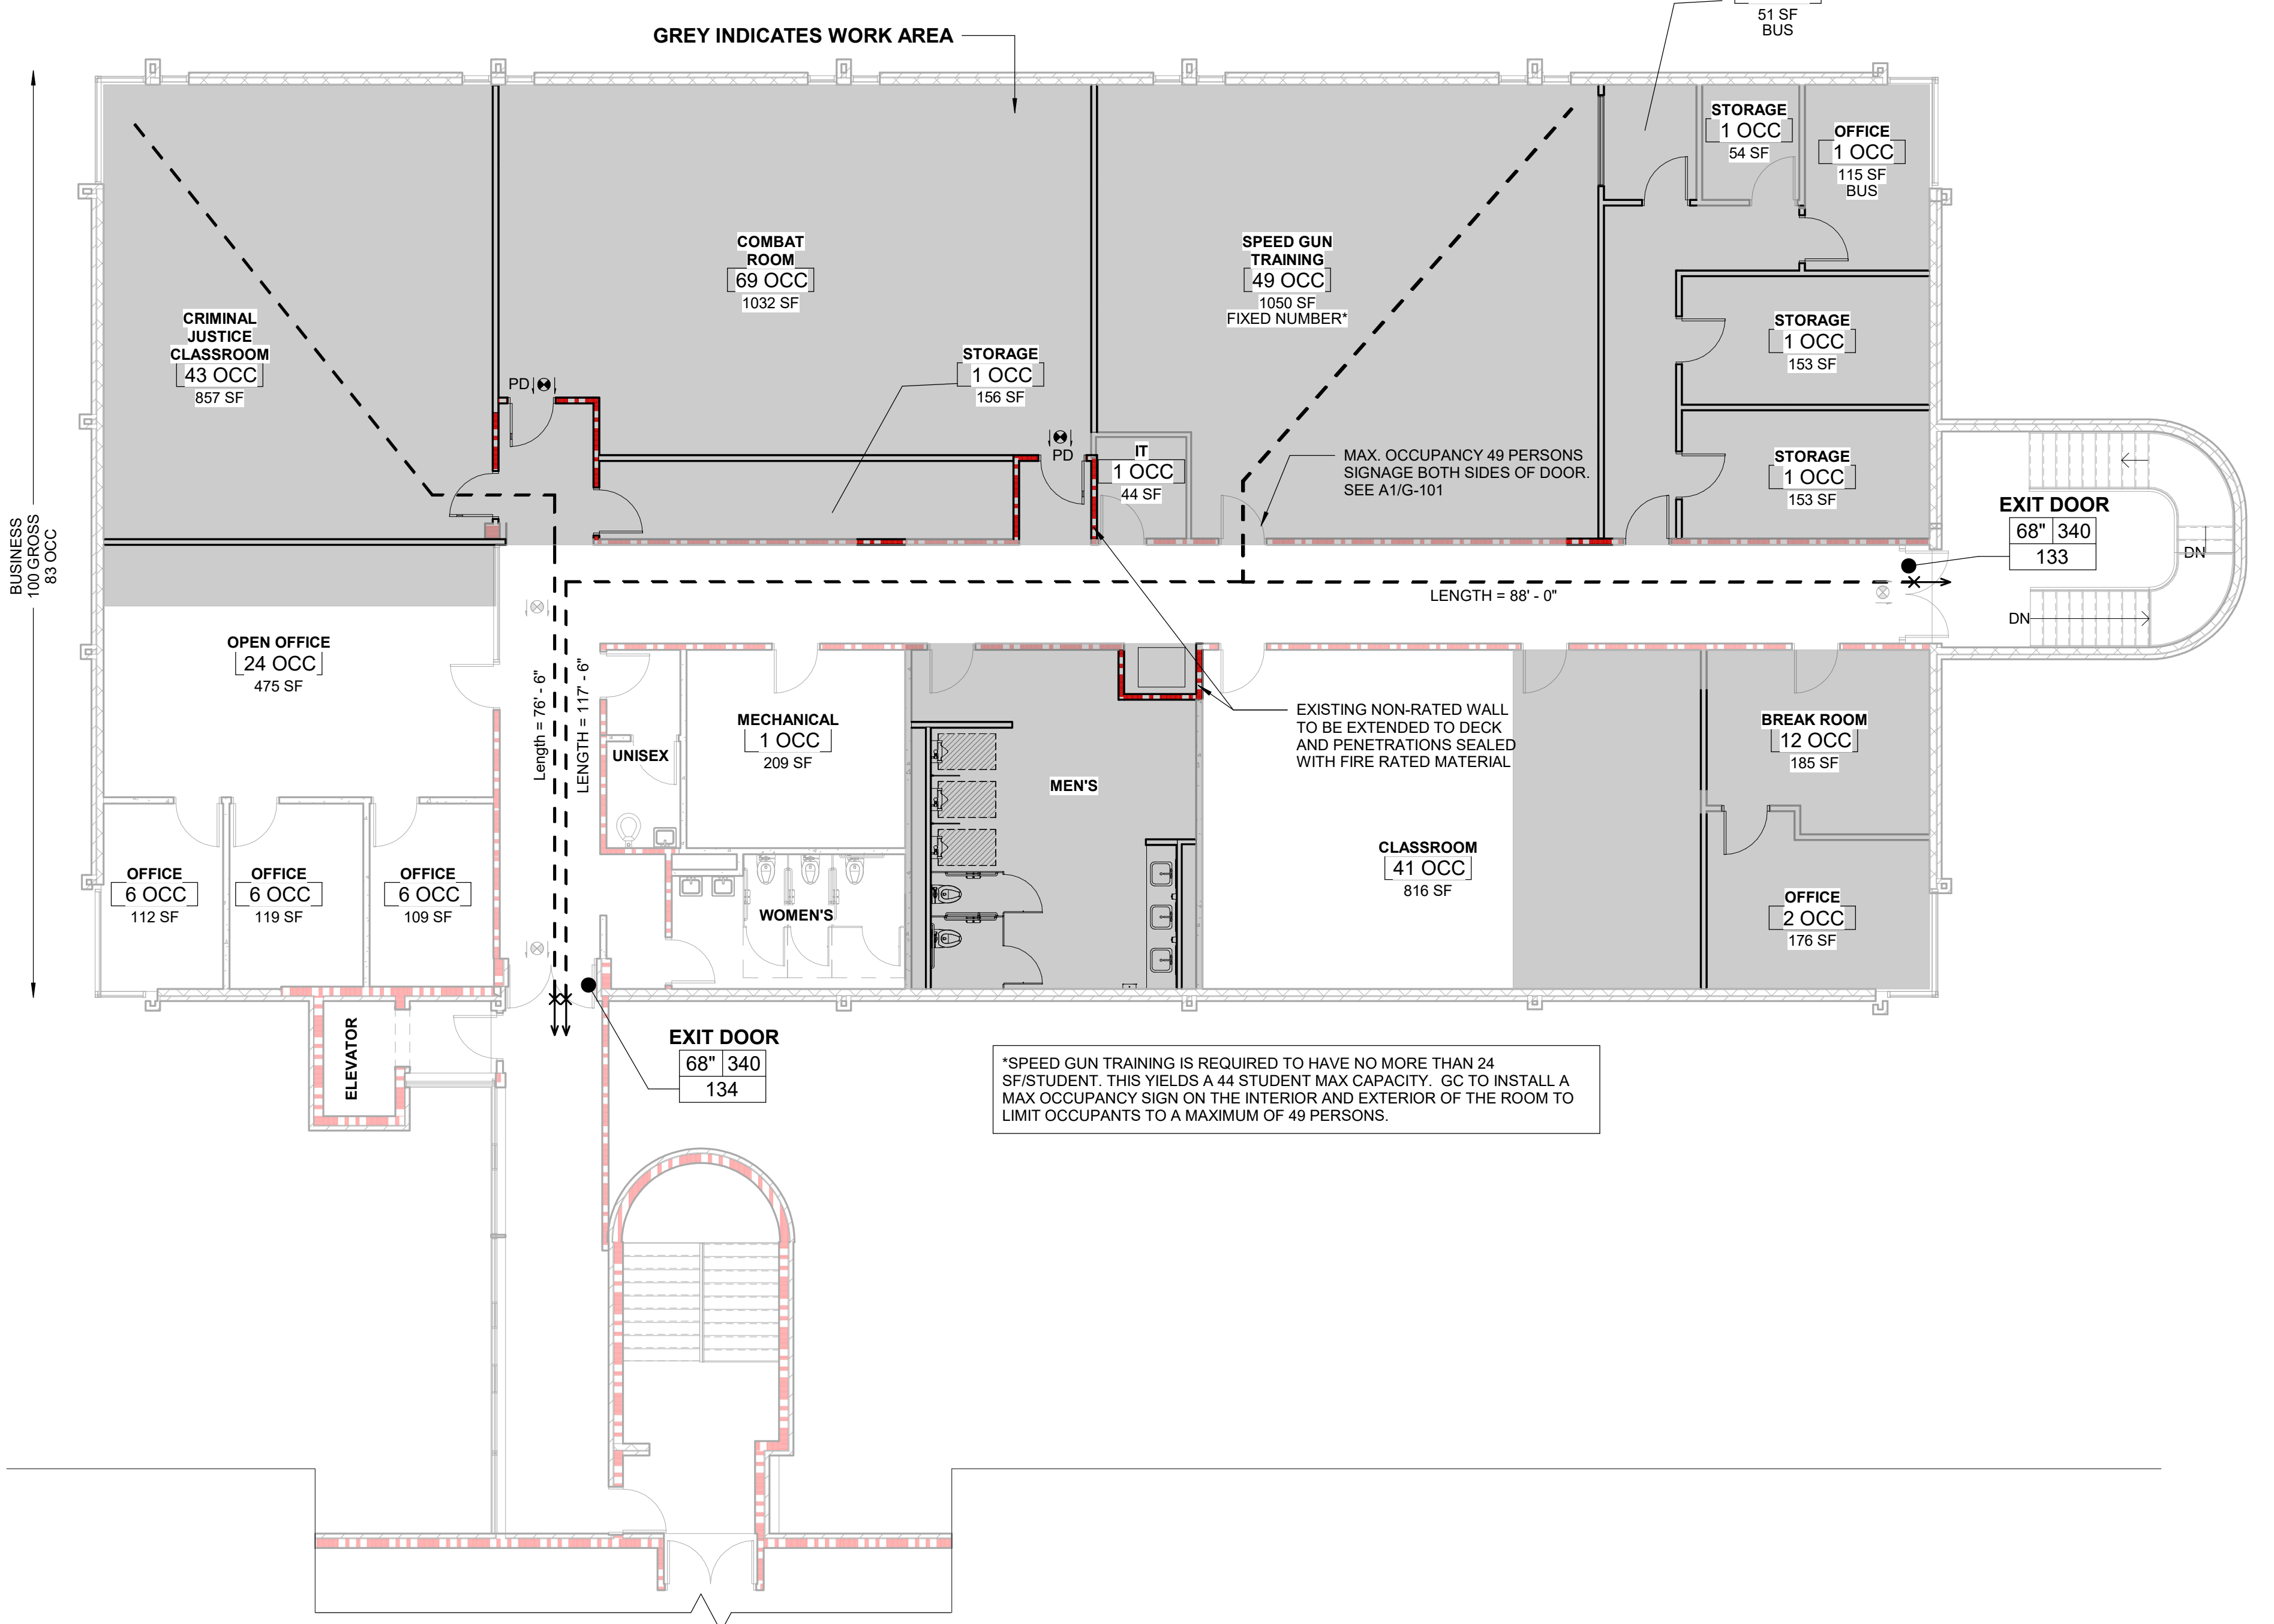 51 SF
BUS
GREY INDICATES WORK AREA
STORAGE
1 OCC
54 SF
OFFICE
1 OCC
115 SF
BUS
COMBAT
ROOM
69 OCC
1032 SF
SPEED GUN
TRAINING
49 OCC
1050 SF
FIXED NUMBER*
CRIMINAL
JUSTICE
CLASSROOM
43 OCC
857 SF
STORAGE
1 OCC
156 SF
STORAGE
1 OCC
153 SF
PD
PD
IT
1 OCC
44 SF
MAX. OCCUPANCY 49 PERSONS
SIGNAGE BOTH SIDES OF DOOR.
SEE A1/G-101
STORAGE
1 OCC
153 SF
EXIT DOOR
68" 340
133
DN
DN
BUSINESS
100 GROSS
83 OCC
LENGTH = 88' - 0"
OPEN OFFICE
24 OCC
475 SF
Length = 76' - 6"
LENGTH = 117' - 6"
UNISEX
MECHANICAL
1 OCC
209 SF
MEN'S
EXISTING NON-RATED WALL
TO BE EXTENDED TO DECK
AND PENETRATIONS SEALED
WITH FIRE RATED MATERIAL
BREAK ROOM
12 OCC
185 SF
CLASSROOM
41 OCC
816 SF
OFFICE
6 OCC
112 SF
OFFICE
6 OCC
119 SF
OFFICE
6 OCC
109 SF
WOMEN'S
OFFICE
2 OCC
176 SF
ELEVATOR
EXIT DOOR
68" 340
134
*SPEED GUN TRAINING IS REQUIRED TO HAVE NO MORE THAN 24
SF/STUDENT. THIS YIELDS A 44 STUDENT MAX CAPACITY. GC TO INSTALL A
MAX OCCUPANCY SIGN ON THE INTERIOR AND EXTERIOR OF THE ROOM TO
LIMIT OCCUPANTS TO A MAXIMUM OF 49 PERSONS.